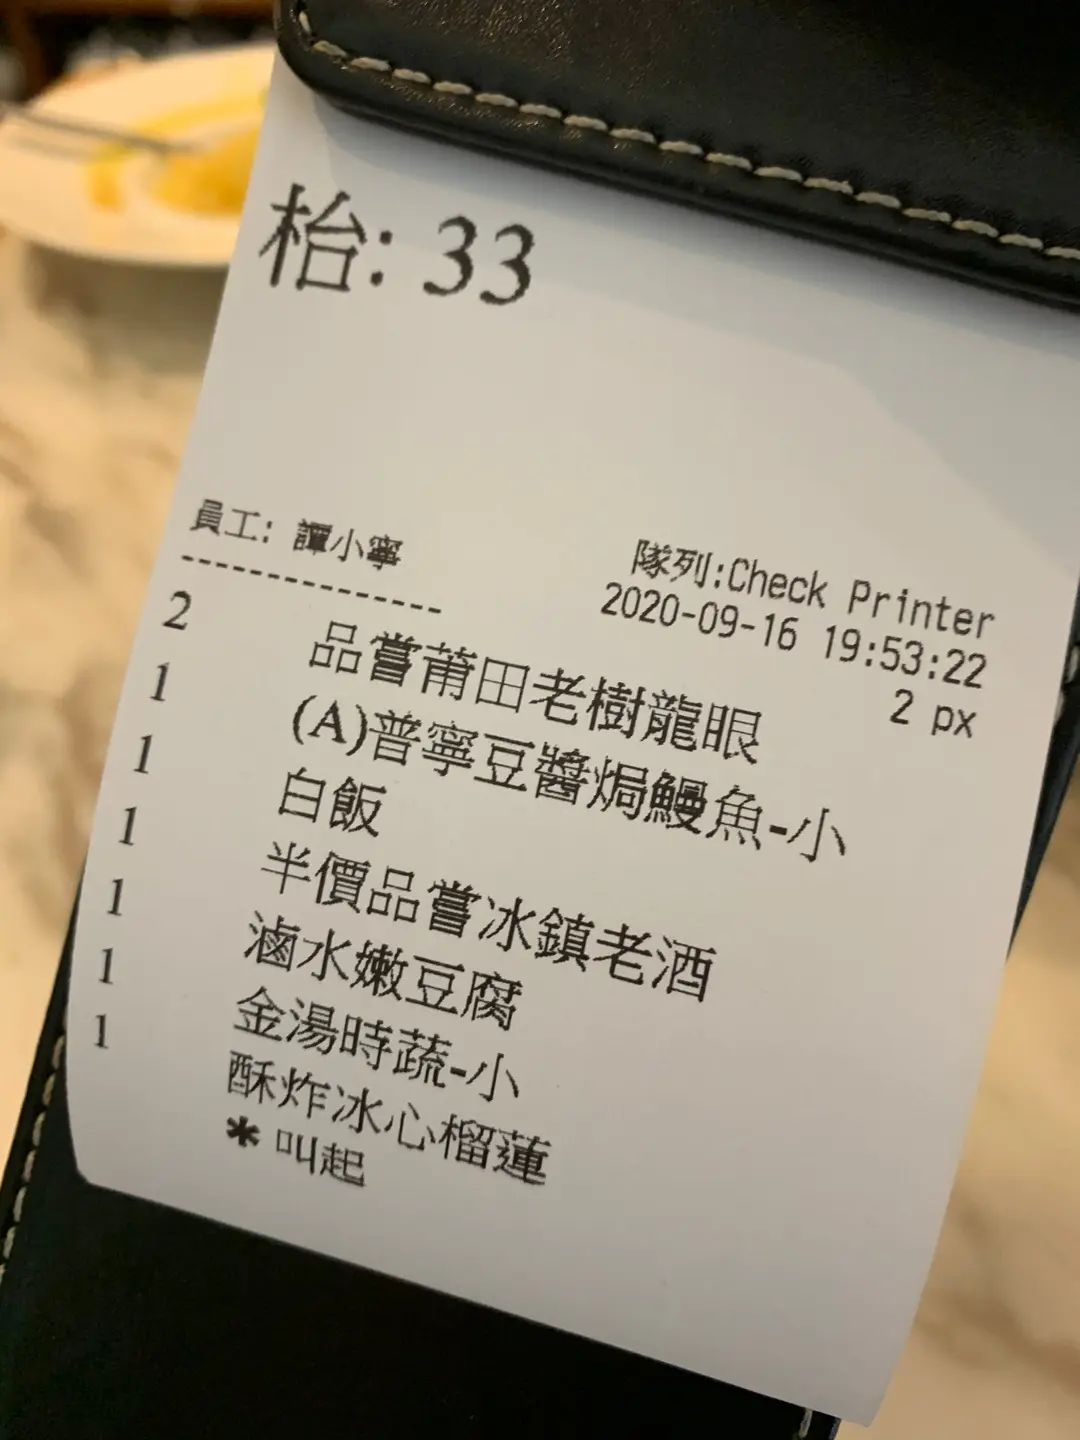 枱: 33
員工: 譚小寧
隊列:Check Printer
2020-09-16 19:53:22
2 px
---------------
2 品嘗莆田老樹龍眼
1 (A)普寧豆醬焗鰻魚-小
1 白飯
1 半價品嘗冰鎮老酒
1 滷水嫩豆腐
1 金湯時蔬-小
1 酥炸冰心榴蓮
* 叫起